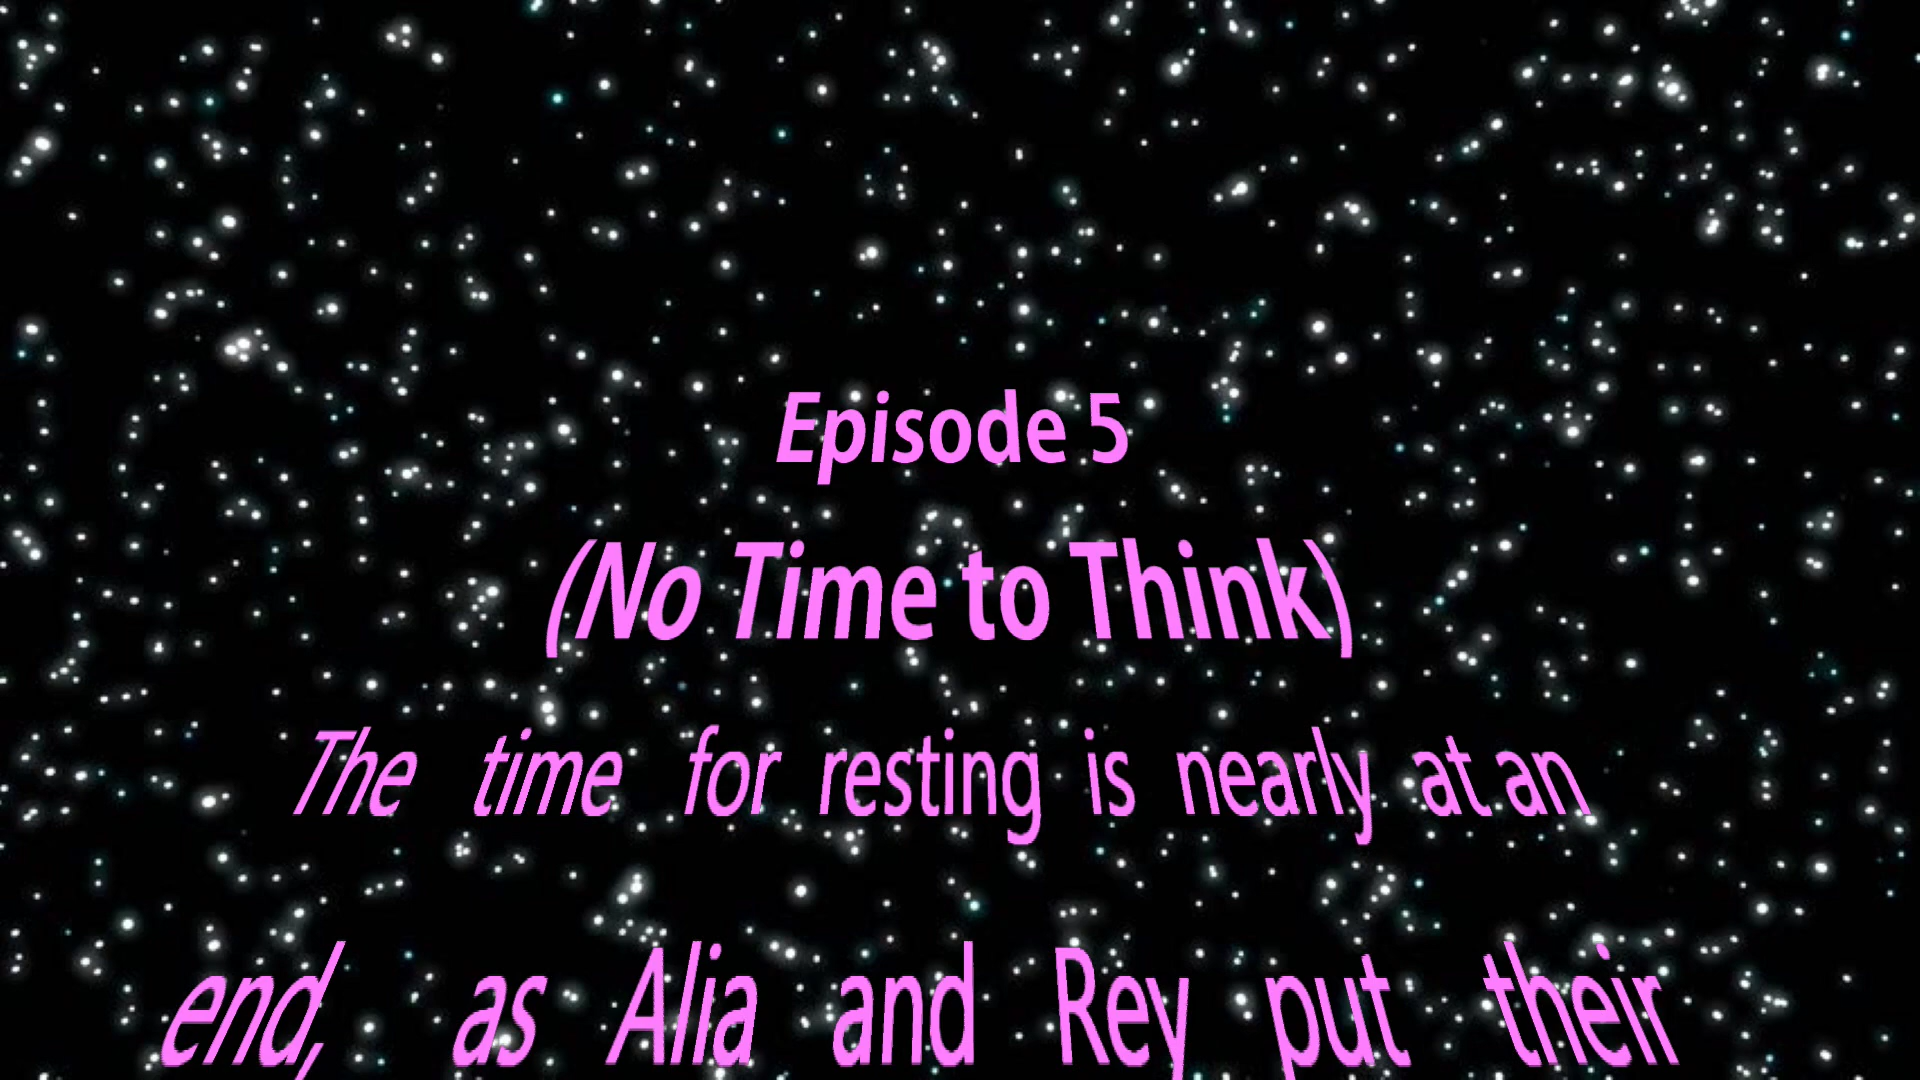 Episode 5
(No Time to Think)
The time for resting is nearly at an
end, as Alia and Rey put their